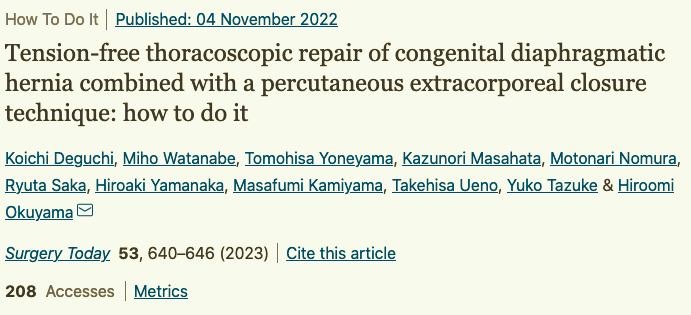 How To Do It | Published: 04 November 2022
Tension-free thoracoscopic repair of congenital diaphragmatic
hernia combined with a percutaneous extracorporeal closure
technique: how to do it
Koichi Deguchi, Miho Watanabe, Tomohisa Yoneyama, Kazunori Masahata, Motonari Nomura,
Ryuta Saka, Hiroaki Yamanaka, Masafumi Kamiyama, Takehisa Ueno, Yuko Tazuke & Hiroomi
Okuyama
Surgery Today 53, 640–646 (2023) | Cite this article
208 Accesses | Metrics